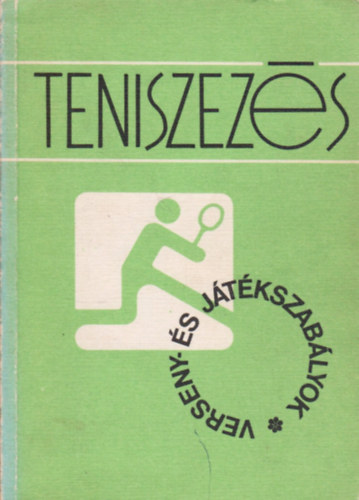 TENISZEZÉS
VERSENY- ÉS JÁTÉKSZABÁLYOK *